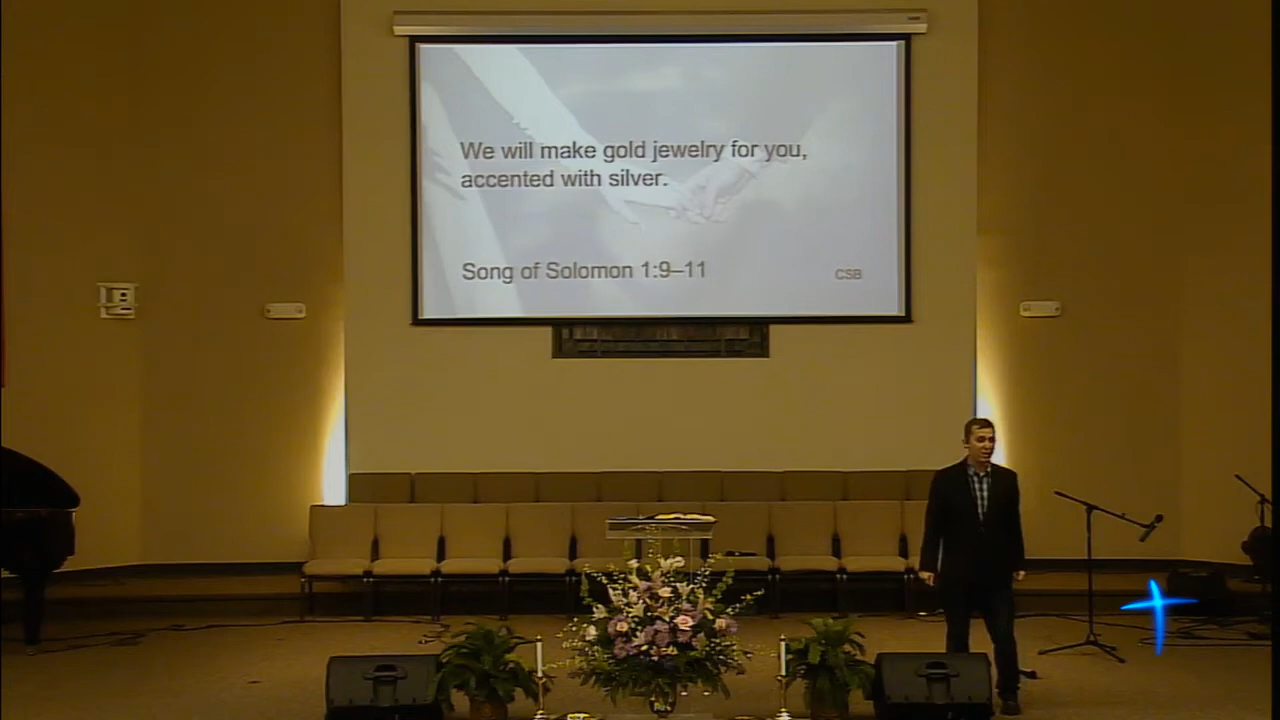 We will make gold jewelry for you,
accented with silver.
Song of Solomon 1:9–11
CSB